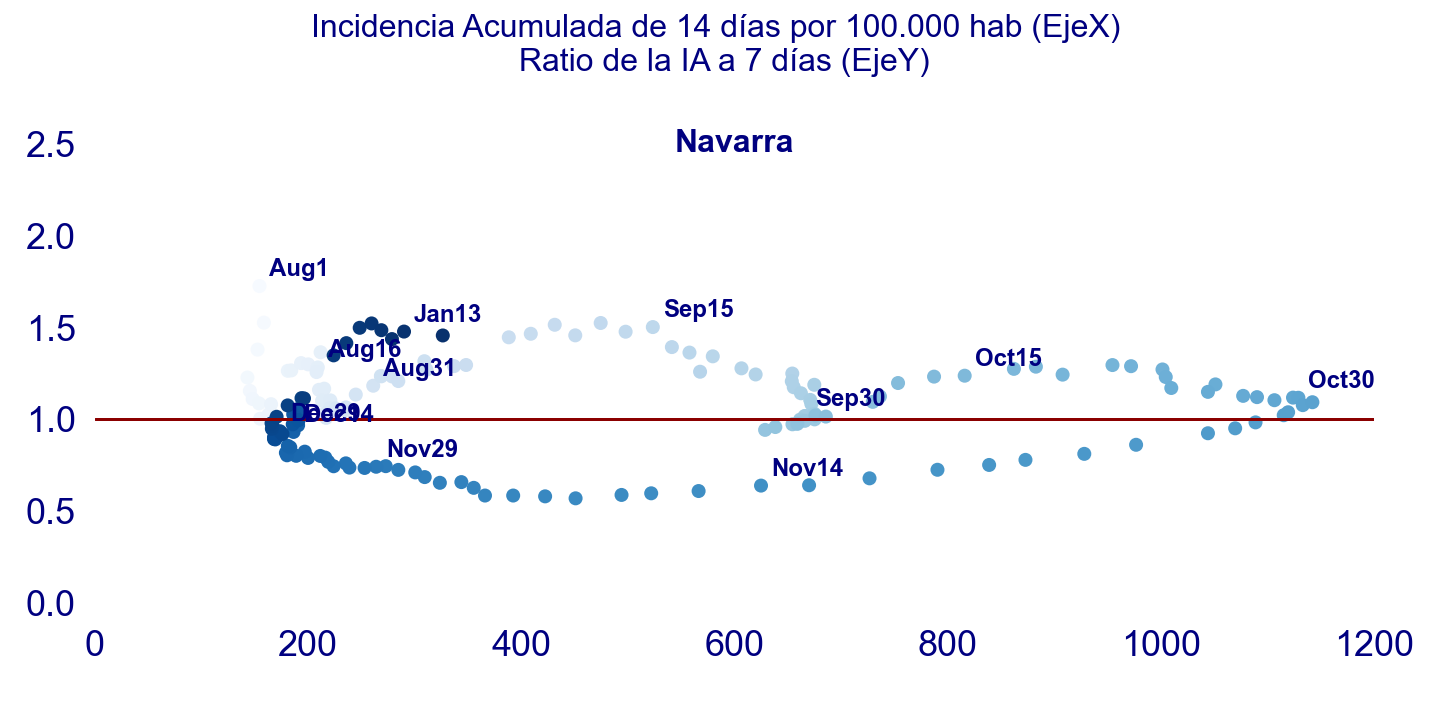 Incidencia Acumulada de 14 días por 100.000 hab (EjeX)
Ratio de la IA a 7 días (EjeY)
Navarra
2.5
2.0
Aug1
1.5
Jan13
Sep15
Aug16
Aug31
Oct15
Oct30
Sep30
1.0
Dec29
Dec14
Nov29
Nov14
0.5
0.0
0 200 400 600 800 1000 1200